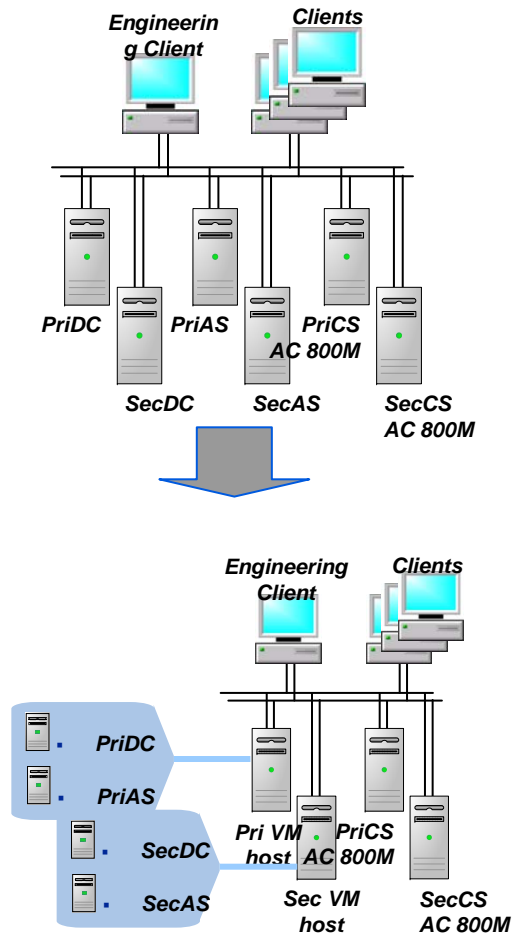 Engineerin
g Client
Clients
PriDC
PriAS
PriCS
AC 800M
SecDC
SecAS
SecCS
AC 800M
Engineering
Client
Clients
PriDC
PriAS
SecDC
SecAS
Pri VM
host
PriCS
AC 800M
Sec VM
host
SecCS
AC 800M